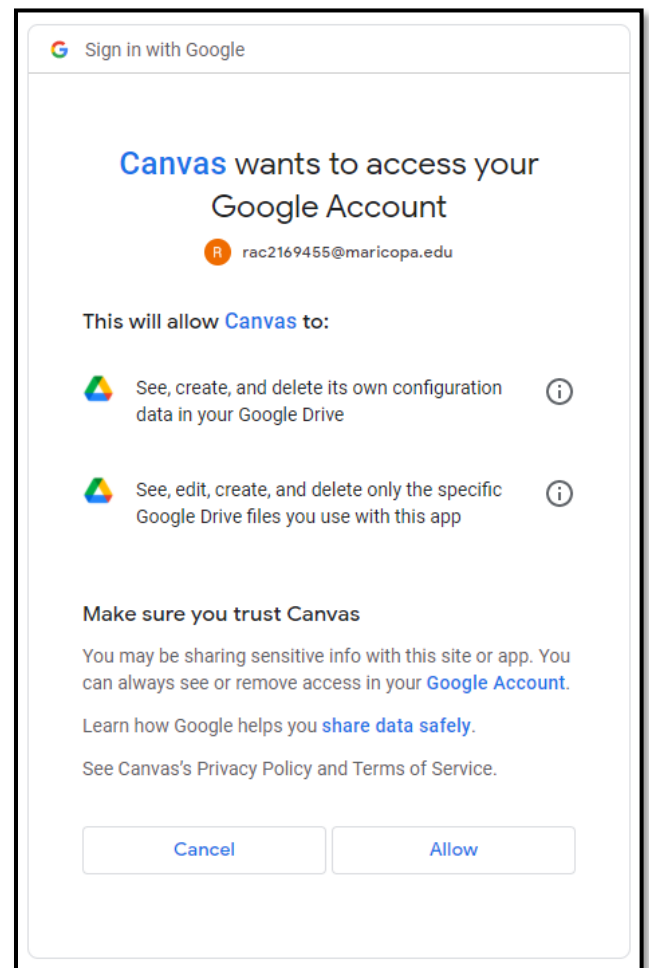 Sign in with Google
Canvas wants to access your
Google Account
R rac2169455@maricopa.edu
This will allow Canvas to:
See, create, and delete its own configuration
data in your Google Drive
See, edit, create, and delete only the specific
Google Drive files you use with this app
Make sure you trust Canvas
You may be sharing sensitive info with this site or app. You
can always see or remove access in your Google Account.
Learn how Google helps you share data safely.
See Canvas's Privacy Policy and Terms of Service.
Cancel
Allow